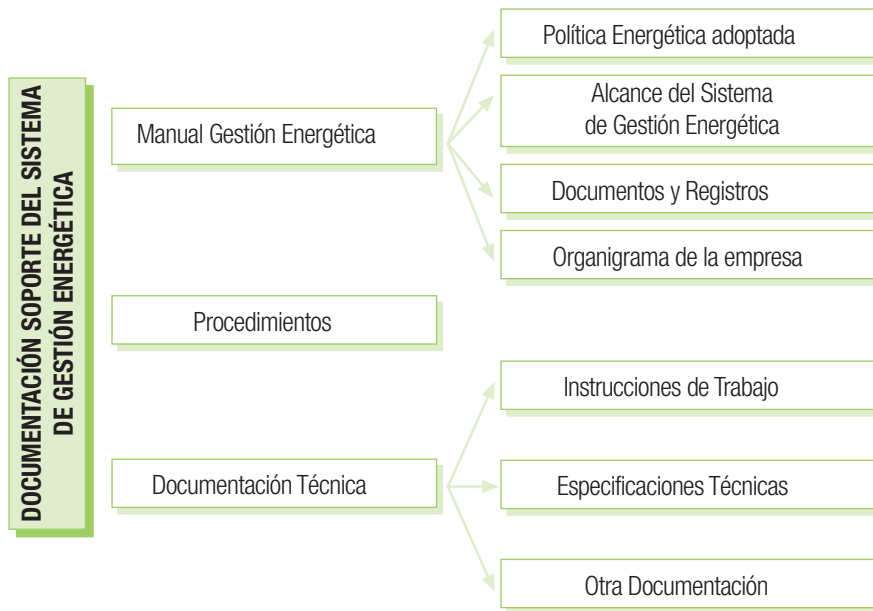 DOCUMENTACIÓN SOPORTE DEL SISTEMA
DE GESTIÓN ENERGÉTICA
Manual Gestión Energética
Política Energética adoptada
Alcance del Sistema
de Gestión Energética
Documentos y Registros
Organigrama de la empresa
Procedimientos
Documentación Técnica
Instrucciones de Trabajo
Especificaciones Técnicas
Otra Documentación